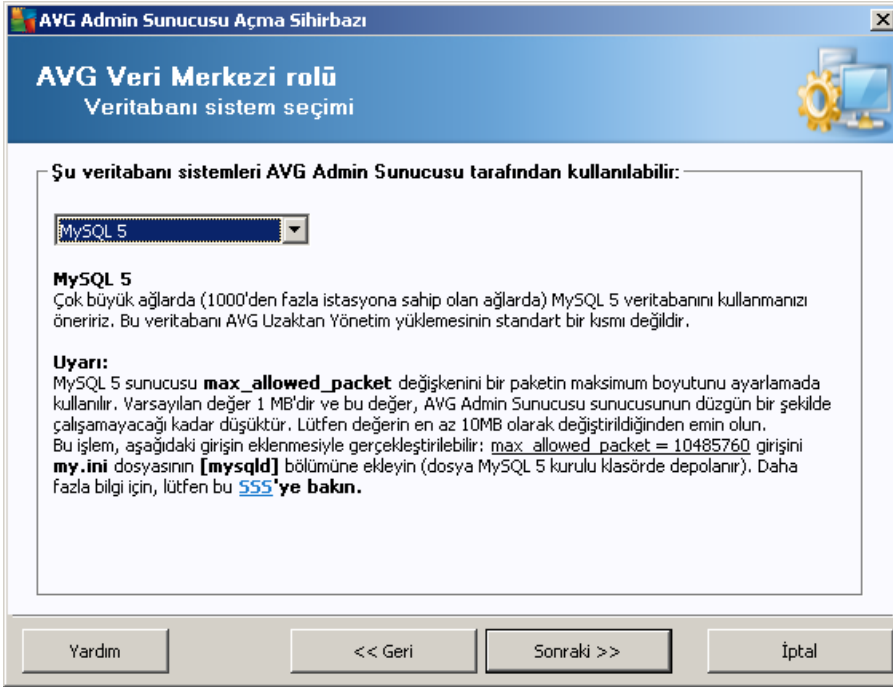 AVG Admin Sunucusu Açma Sihirbazı
AVG Veri Merkezi rolü
Veritabanı sistem seçimi
Şu veritabanı sistemleri AVG Admin Sunucusu tarafından kullanılabilir:
MySQL 5
MySQL 5
Çok büyük ağlarda (1000'den fazla istasyona sahip olan ağlarda) MySQL 5 veritabanını kullanmanızı
öneririz. Bu veritabanı AVG Uzaktan Yönetim yüklemesinin standart bir kısmı değildir.
Uyarı:
MySQL 5 sunucusu max_allowed_packet değişkenini bir paketin maksimum boyutunu ayarlamada
kullanılır. Varsayılan değer 1 MB'dir ve bu değer, AVG Admin Sunucusu sunucusunun düzgün bir şekilde
çalışamayacağı kadar düşüktür. Lütfen değerin en az 10MB olarak değiştirildiğinden emin olun.
Bu işlem, aşağıdaki girişin eklenmesiyle gerçekleştirilebilir: max_allowed_packet = 10485760 girişini
my.ini dosyasının [mysqld] bölümüne ekleyin (dosya MySQL 5 kurulu klasörde depolanır). Daha
fazla bilgi için, lütfen bu SSS'ye bakın.
Yardım
<< Geri
Sonraki >>
İptal